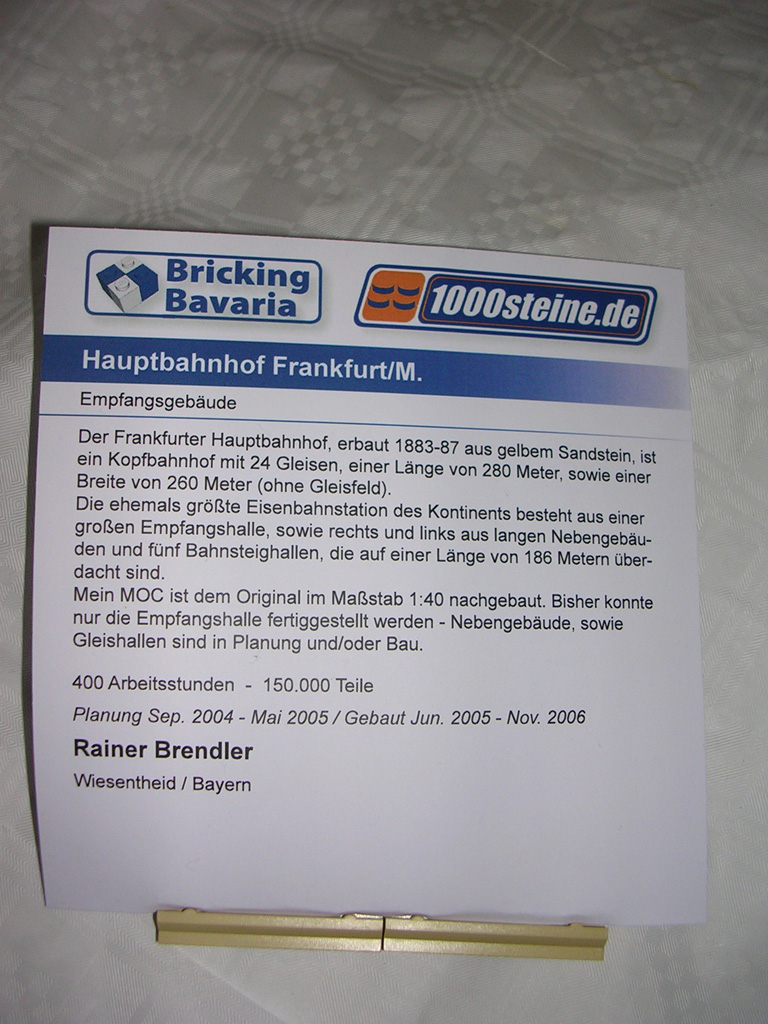 Bricking
Bavaria
1000steine.de
Hauptbahnhof Frankfurt/M.
Empfangsgebäude
Der Frankfurter Hauptbahnhof, erbaut 1883-87 aus gelbem Sandstein, ist
ein Kopfbahnhof mit 24 Gleisen, einer Länge von 280 Meter, sowie einer
Breite von 260 Meter (ohne Gleisfeld).
Die ehemals größte Eisenbahnstation des Kontinents besteht aus einer
großen Empfangshalle, sowie rechts und links aus langen Nebengebäu-
den und fünf Bahnsteighallen, die auf einer Länge von 186 Metern über-
dacht sind.
Mein MOC ist dem Original im Maßstab 1:40 nachgebaut. Bisher konnte
nur die Empfangshalle fertiggestellt werden - Nebengebäude, sowie
Gleishallen sind in Planung und/oder Bau.
400 Arbeitsstunden - 150.000 Teile
Planung Sep. 2004 - Mai 2005 / Gebaut Jun. 2005 - Nov. 2006
Rainer Brendler
Wiesentheid / Bayern